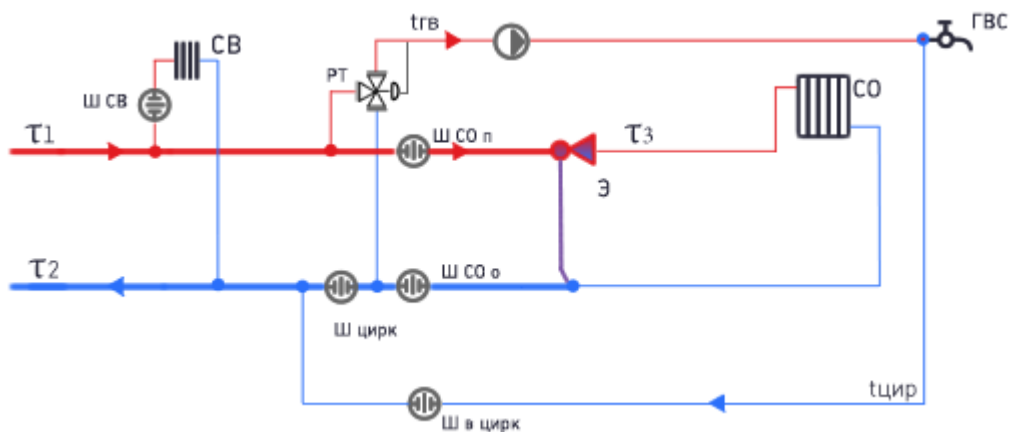 tгв
ГВС
СВ
РТ
СО
Ш СВ
τ1
Ш СО п
τ3
Э
τ2
Ш СО о
Ш цирк
tцир
Ш в цирк